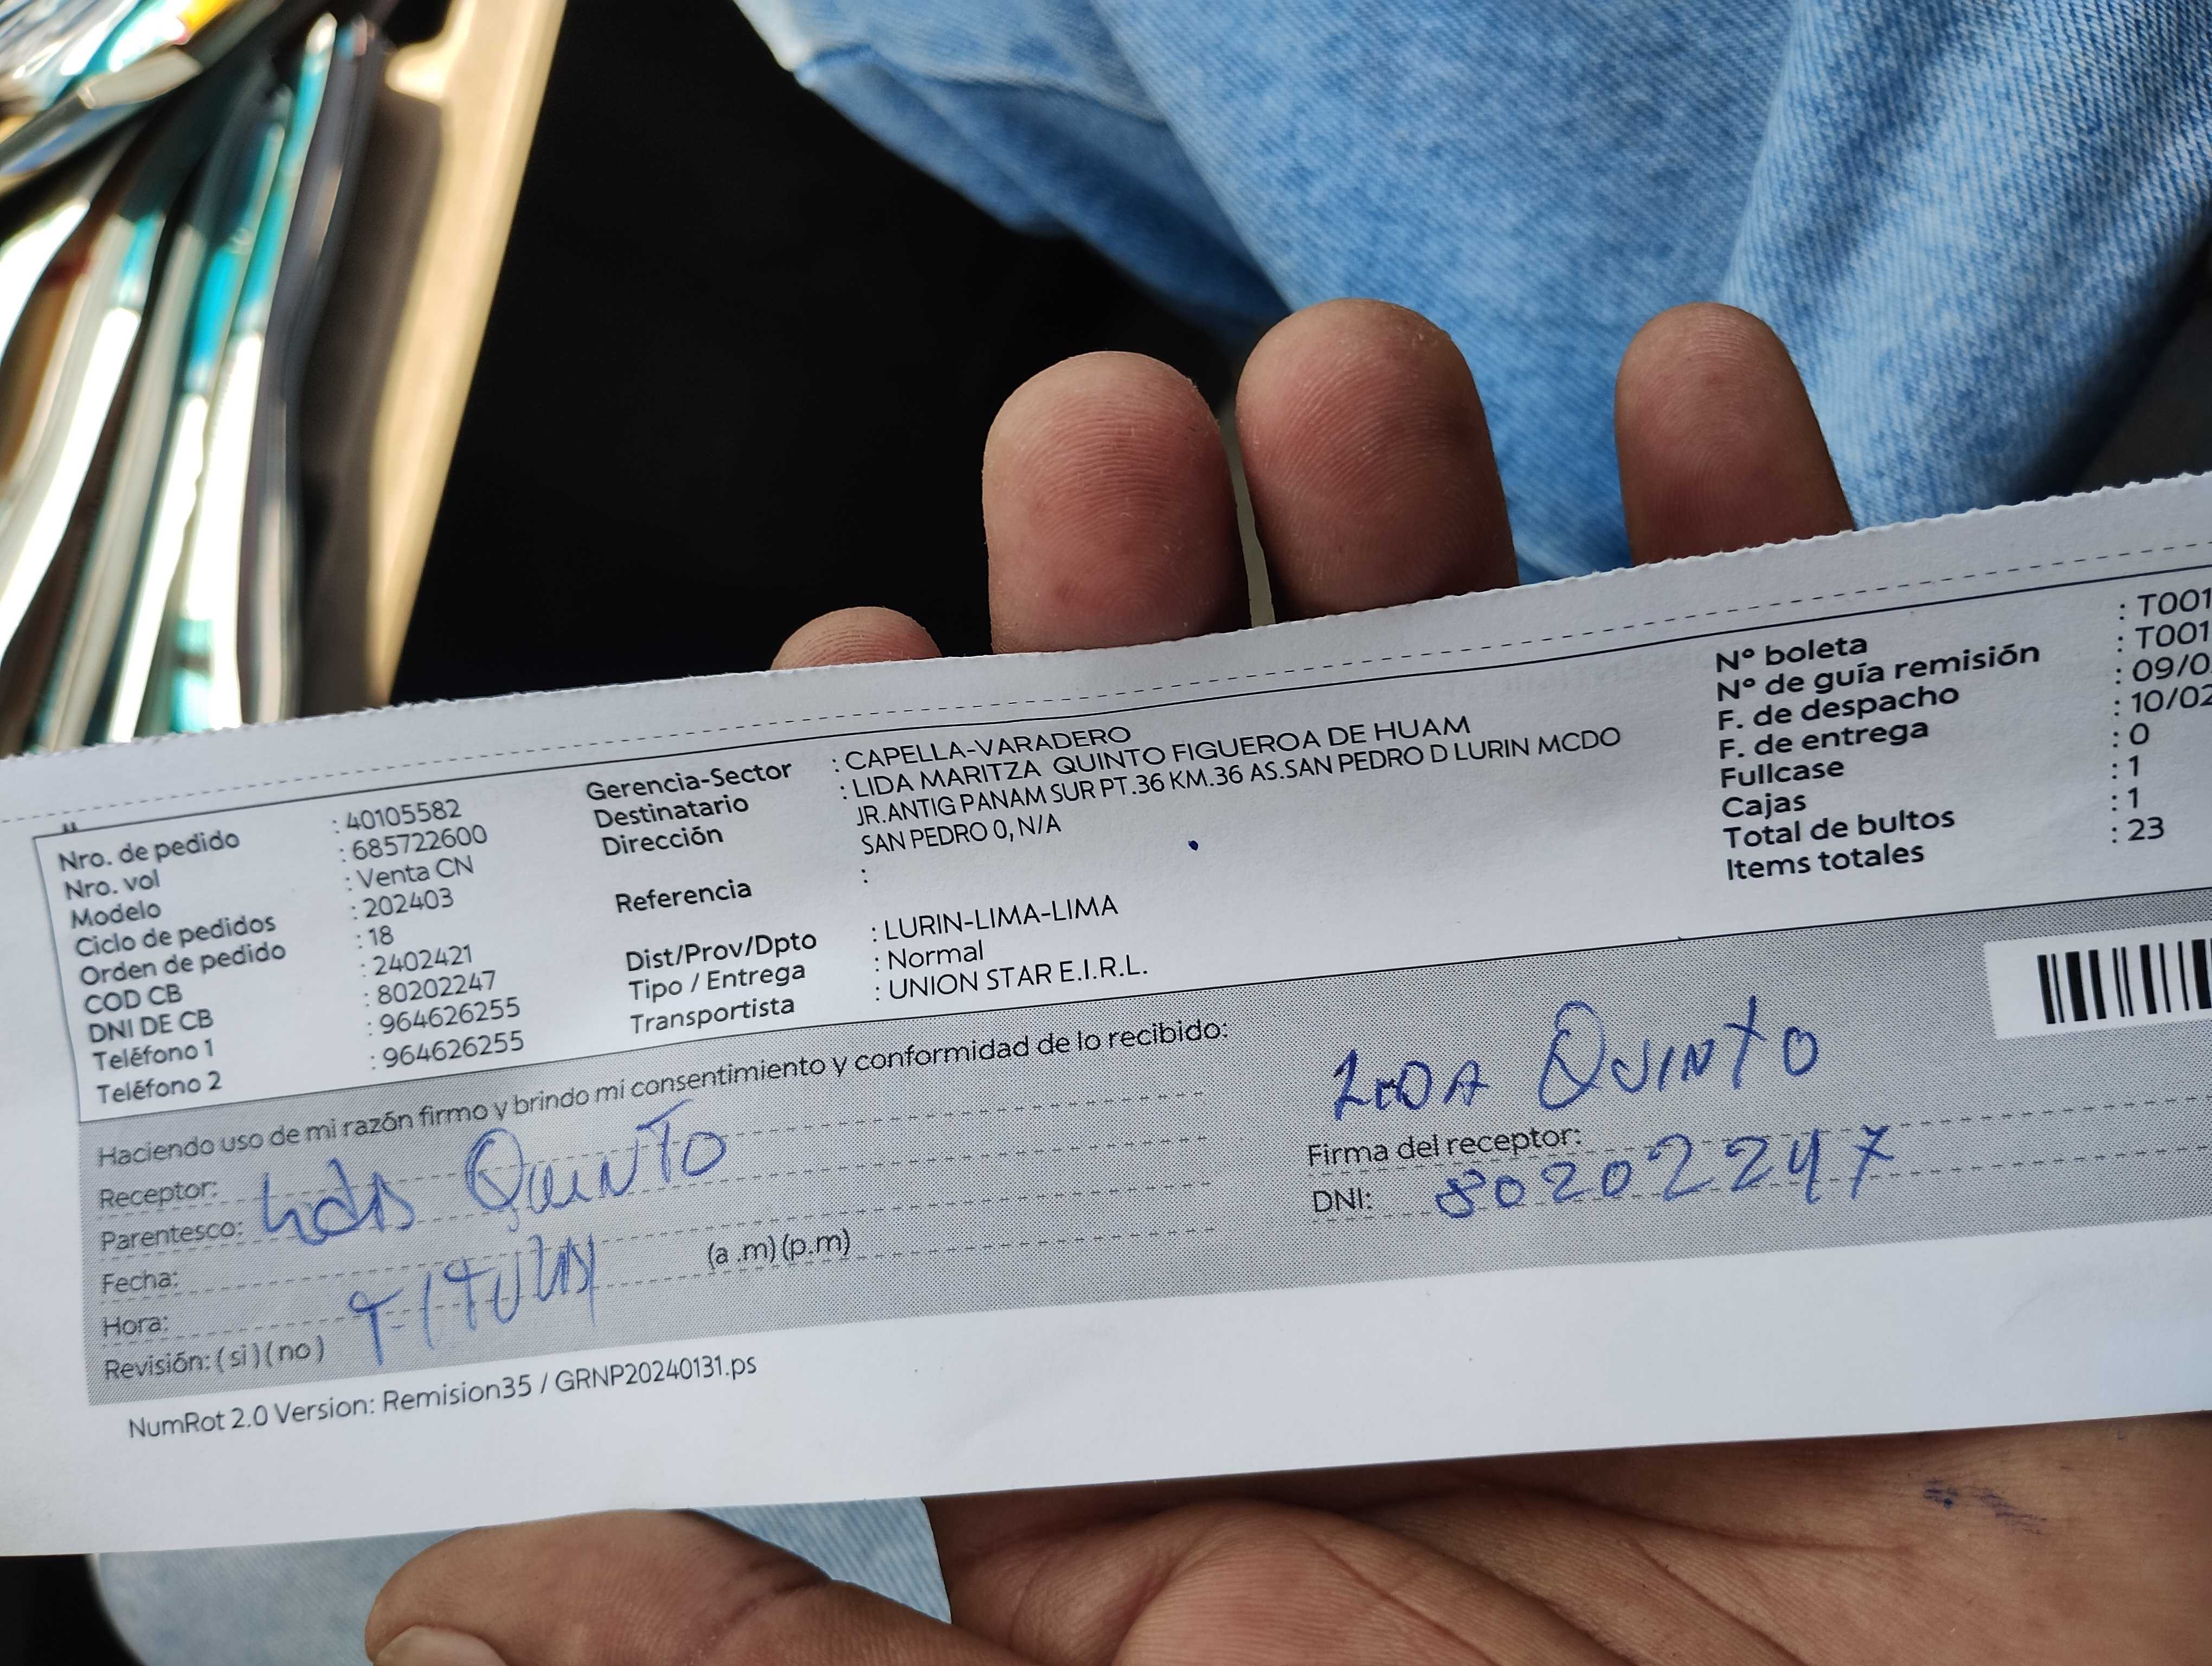 Nro. de pedido : 40105582
Nro. vol : 685722600
Modelo : Venta CN
Ciclo de pedidos : 202403
Orden de pedido : 18
COD CB : 2402421
DNI DE CB : 80202247
Teléfono 1 : 964626255
Teléfono 2 : 964626255
Gerencia-Sector : CAPELLA-VARADERO
Destinatario : LIDA MARITZA QUINTO FIGUEROA DE HUAM
Dirección JR.ANTIG PANAM SUR PT.36 KM.36 AS.SAN PEDRO D LURIN MCDO
SAN PEDRO 0, N/A
Referencia :
Dist/Prov/Dpto : LURIN-LIMA-LIMA
Tipo / Entrega : Normal
Transportista : UNION STAR E.I.R.L.
Nº boleta : T001
Nº de guía remisión : T001
F. de despacho : 09/0
F. de entrega : 10/02
Fullcase : 0
Cajas : 1
Total de bultos : 1
Items totales : 23
Haciendo uso de mi razón firmo y brindo mi consentimiento y conformidad de lo recibido:
Receptor: Quinto
Parentesco:
Fecha:
Hora: (a .m) (p.m)
Revisión: ( si ) ( no )
QUINTO
Firma del receptor:
DNI: 80202247
NumRot 2.0 Version: Remision35 / GRNP20240131.ps